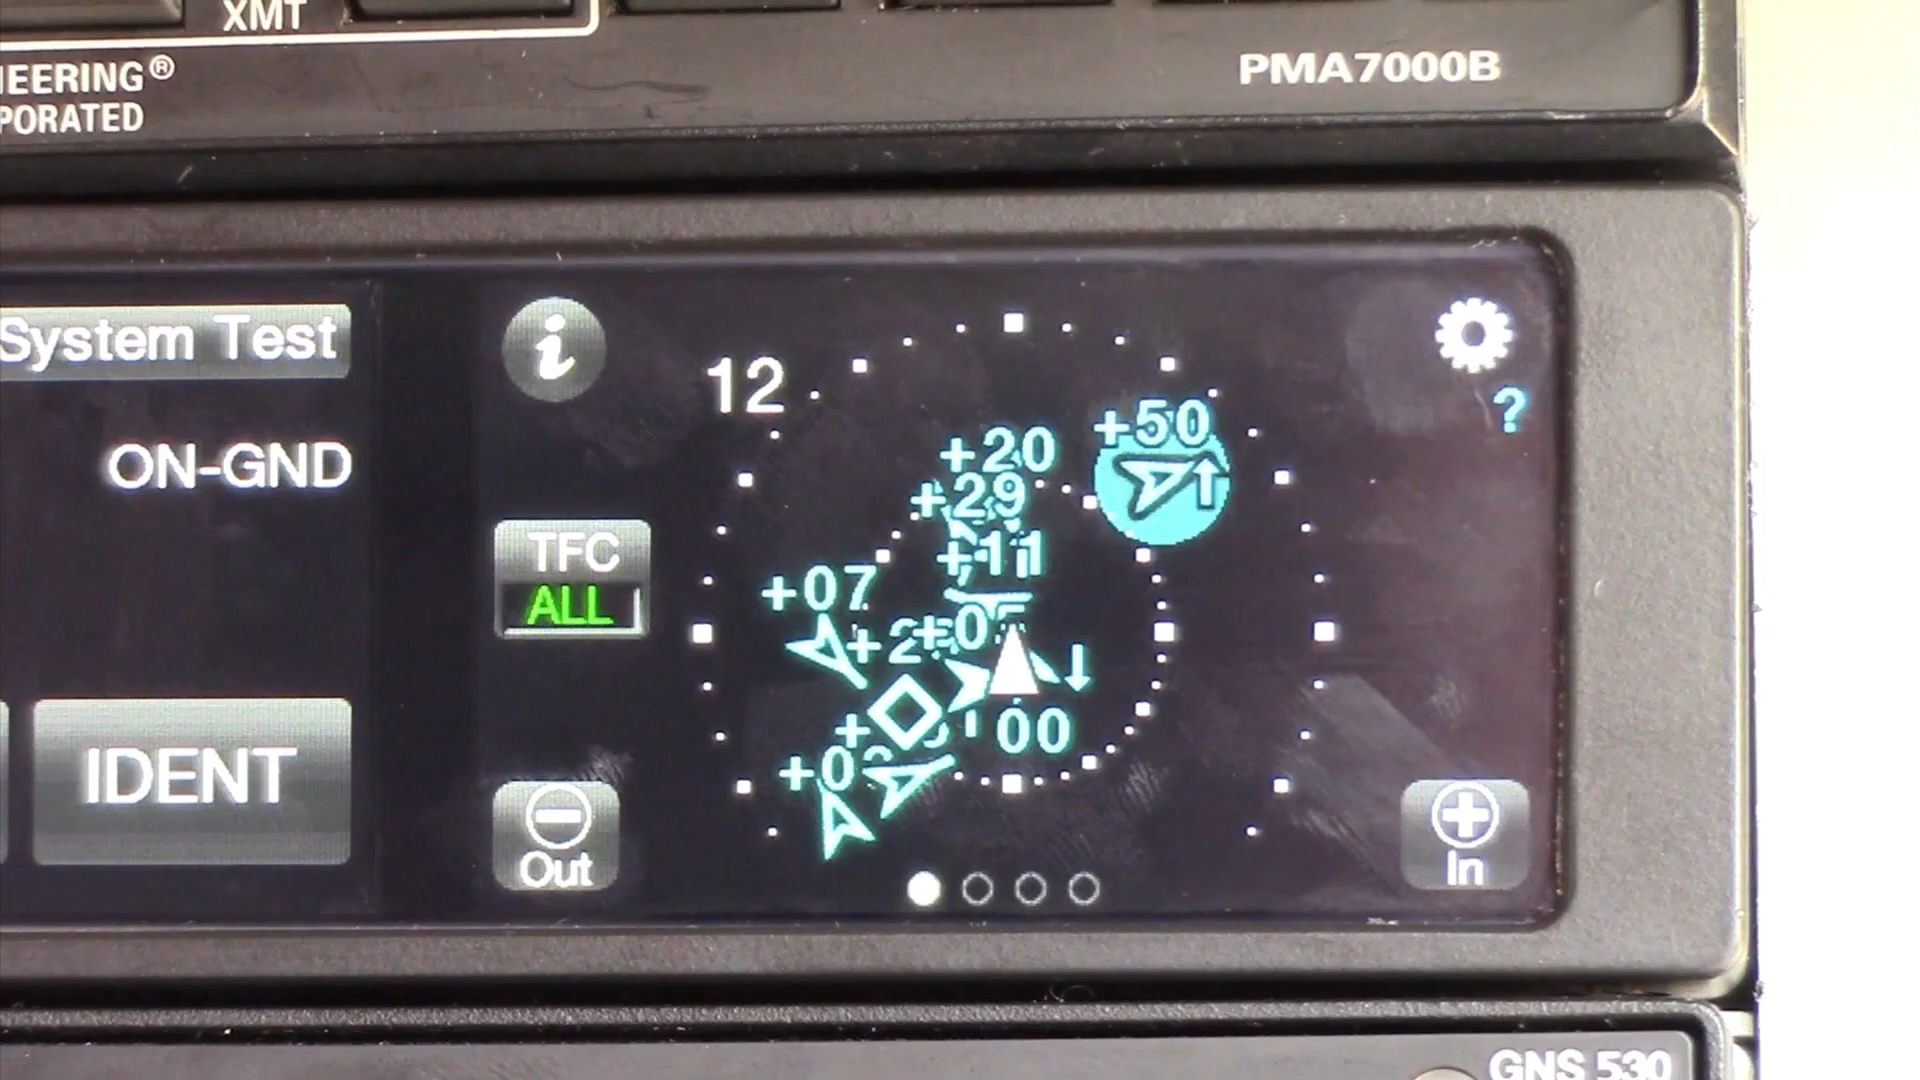 XMT
NEERING®
PORATED
PMA7000B
System Test
ON-GND
IDENT
i
TFC
ALL
Out
12
+50
+20
+29
+11
+07
00
?
In
GNS 530